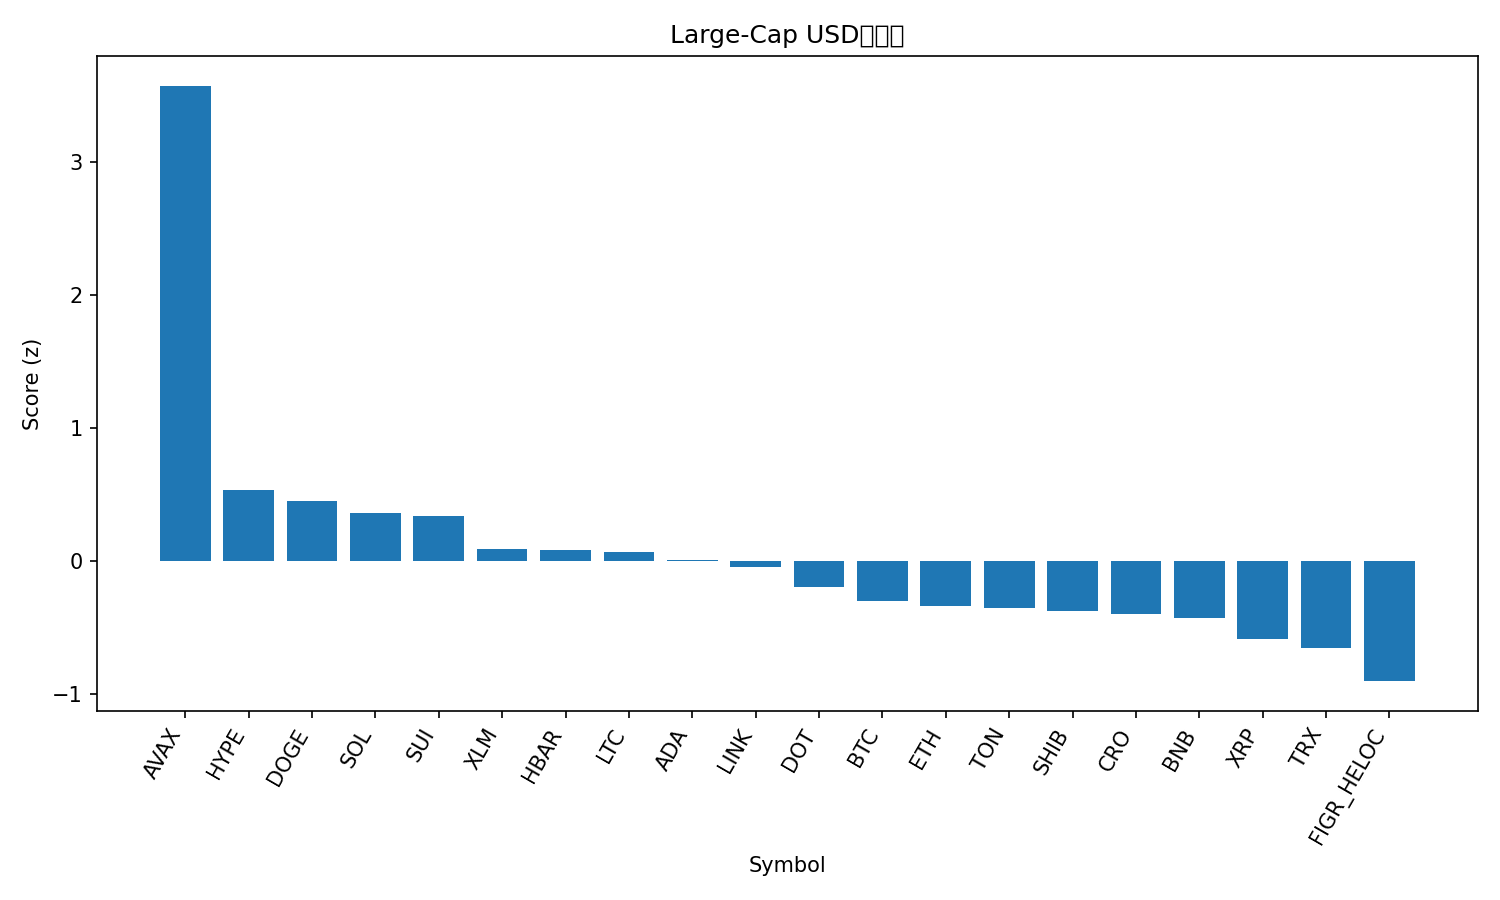 Large-Cap USD
Score (z)
3
2
1
0
−1
AVAX
HYPE
DOGE
SOL
SUI
XLM
HBAR
LTC
ADA
LINK
DOT
BTC
ETH
TON
SHIB
CRO
BNB
XRP
TRX
FIGR_HELOC
Symbol